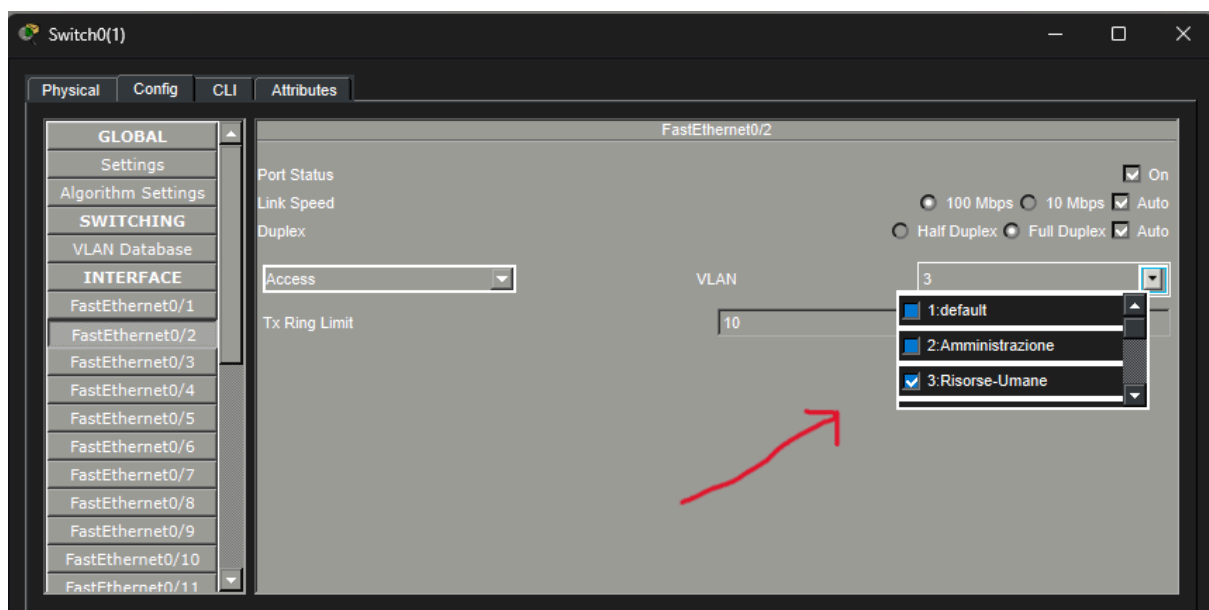 Switch0(1)
Physical Config CLI Attributes
GLOBAL
Settings
Algorithm Settings
SWITCHING
VLAN Database
INTERFACE
FastEthernet0/1
FastEthernet0/2
FastEthernet0/3
FastEthernet0/4
FastEthernet0/5
FastEthernet0/6
FastEthernet0/7
FastEthernet0/8
FastEthernet0/9
FastEthernet0/10
FastEthernet0/11
FastEthernet0/2
Port Status On
Link Speed 100 Mbps 10 Mbps Auto
Duplex Half Duplex Full Duplex Auto
Access VLAN 3
1:default
2:Amministrazione
3:Risorse-Umane
Tx Ring Limit 10